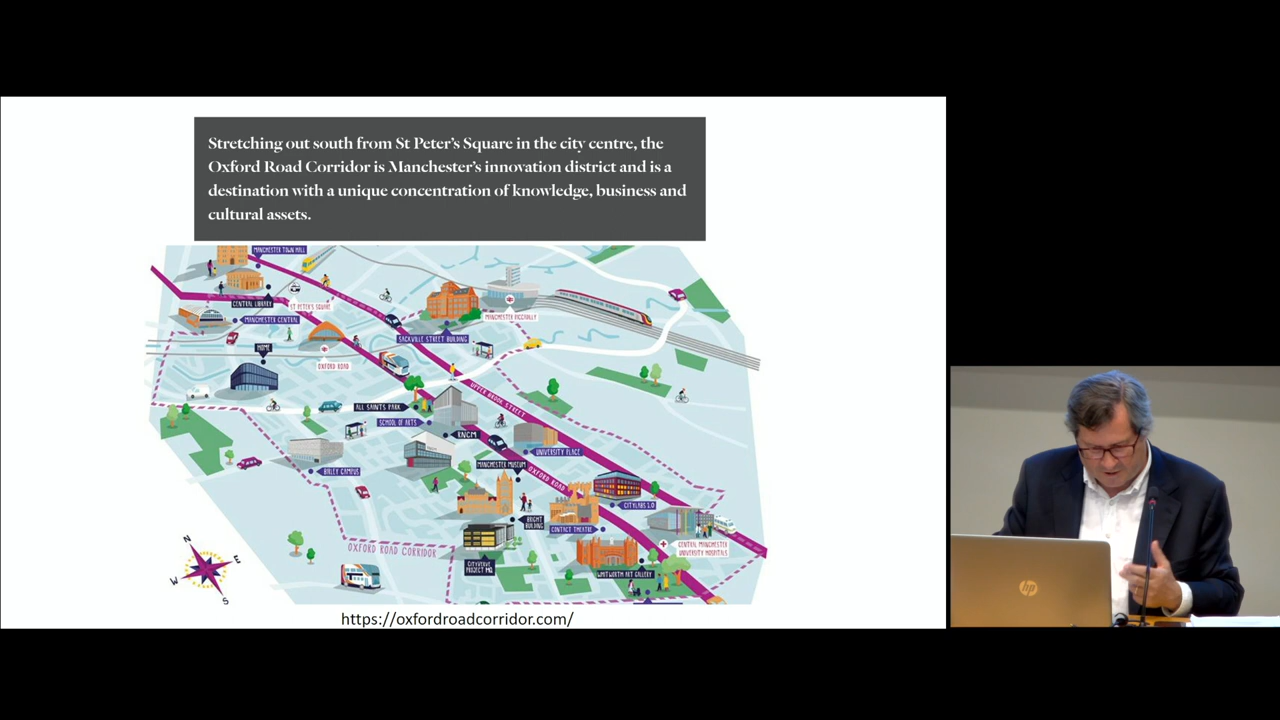 Stretching out south from St Peter's Square in the city centre, the
Oxford Road Corridor is Manchester's innovation district and is a
destination with a unique concentration of knowledge, business and
cultural assets.
MANCHESTER TOWN HALL
CENTRAL LIBRARY
ST PETER'S SQUARE
MANCHESTER CENTRAL
MANCHESTER PICCADILLY
SACKVILLE STREET BUILDING
HOME
OXFORD ROAD
UPPER BROOK STREET
ALL SAINTS PARK
SCHOOL OF ARTS
RNCM
UNIVERSITY PLACE
MANCHESTER MUSEUM
BIRLEY CAMPUS
OXFORD ROAD
CITYLABS 1.0
BRIGHT
BUILDING
CONTACT THEATRE
OXFORD ROAD CORRIDOR
CENTRAL MANCHESTER
UNIVERSITY HOSPITALS
CITYVERVE
PROJECT HQ
WHITWORTH ART GALLERY
N
E
W
S
https://oxfordroadcorridor.com/
hp